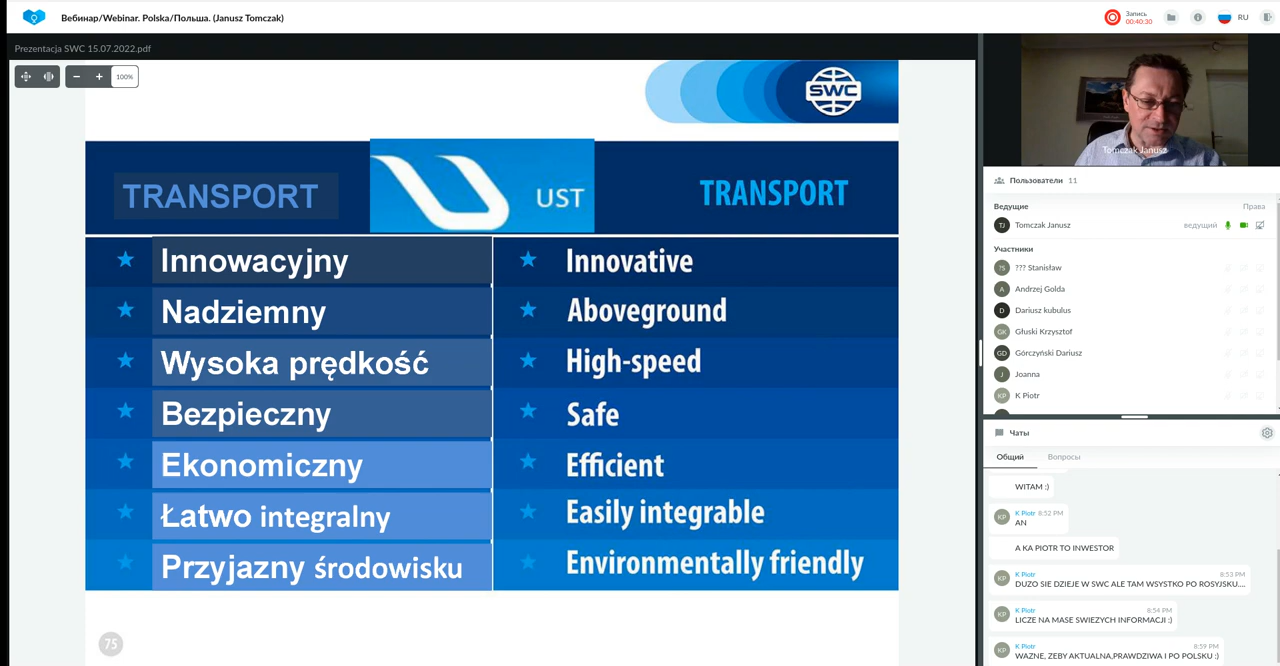 Вебинар/Webinar. Polska/Польша. (Janusz Tomczak)
Запись
00:40:30
RU
Prezentacja SWC 15.07.2022.pdf
100%
SWC
TRANSPORT
UST
TRANSPORT
Innowacyjny
Innovative
Nadziemny
Aboveground
Wysoka prędkość
High-speed
Bezpieczny
Safe
Ekonomiczny
Efficient
Łatwo integralny
Easily integrable
Przyjazny środowisku
Environmentally friendly
75
Tomczak Janusz
Пользователи 11
Ведущие
Права
TJ Tomczak Janusz ведущий
Участники
?S ??? Stanisław
A Andrzej Golda
D Dariusz kubulus
GK Głuski Krzysztof
GD Górczyński Dariusz
J Joanna
KP K Piotr
Чаты
Общий
Вопросы
WITAM :)
KP K Piotr 8:52 PM
AN
A KA PIOTR TO INWESTOR
KP K Piotr 8:53 PM
DUZO SIE DZIEJE W SWC ALE TAM WSYSTKO PO ROSYJSKU....
KP K Piotr 8:54 PM
LICZE NA MASE SWIEZYCH INFORMACJI :)
KP K Piotr 8:59 PM
WAZNE, ZEBY AKTUALNA,PRAWDZIWA I PO POLSKU :)